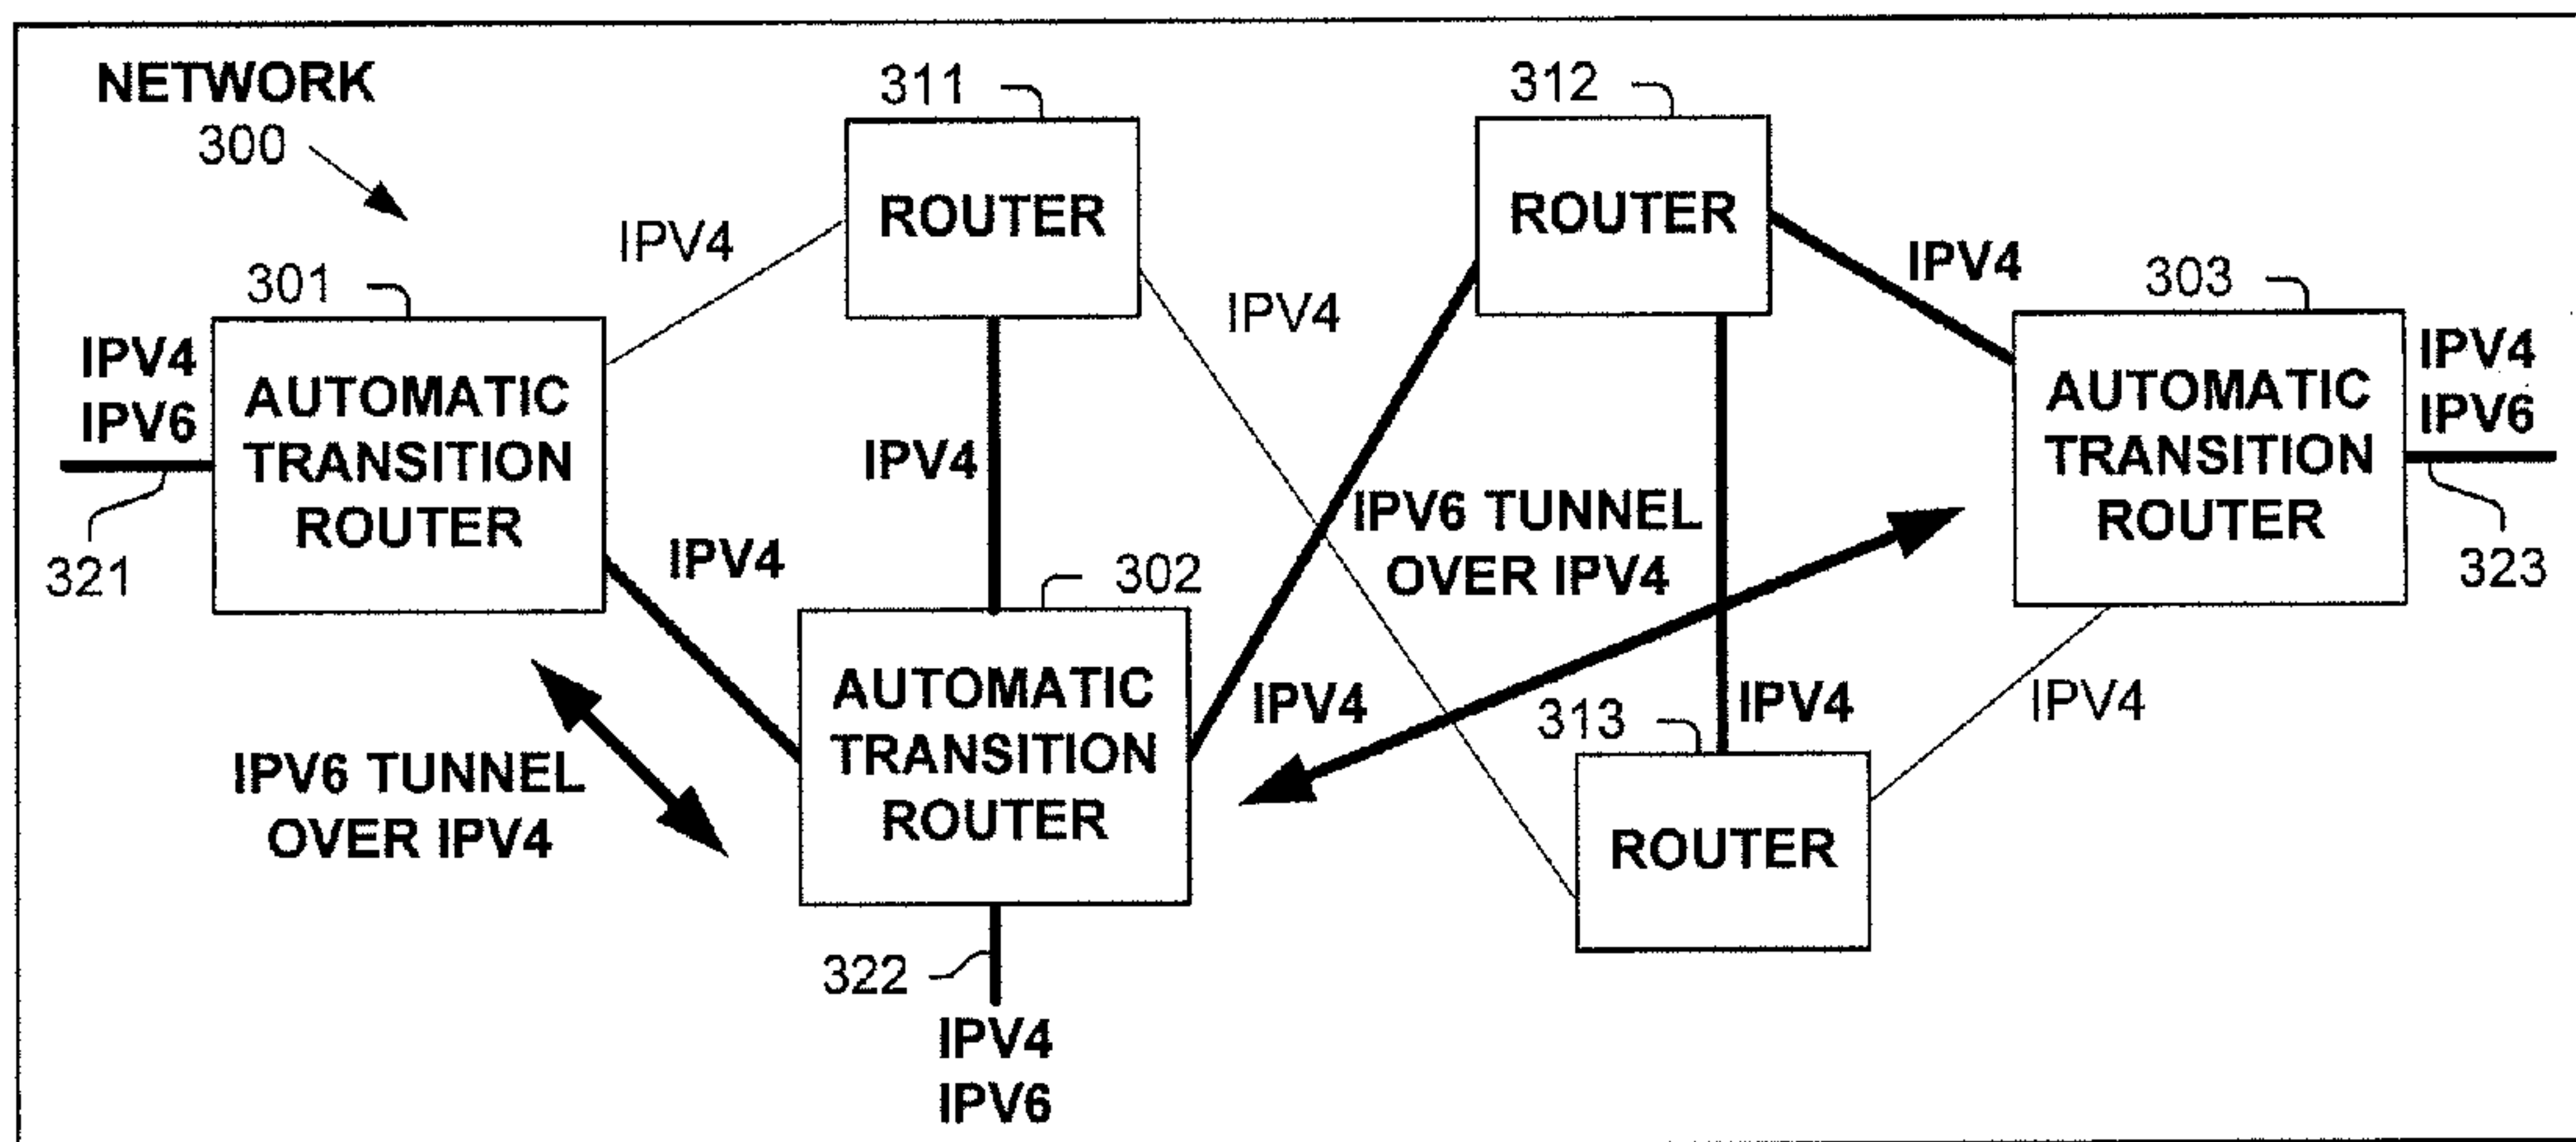 NETWORK
300
311
312
ROUTER
ROUTER
IPV4
IPV4
IPV4
301
303
IPV4
IPV6
AUTOMATIC
TRANSITION
ROUTER
IPV4
IPV4
IPV6
AUTOMATIC
TRANSITION
ROUTER
321
323
IPV4
302
IPV6 TUNNEL
OVER IPV4
AUTOMATIC
TRANSITION
ROUTER
IPV4
313
IPV4
IPV4
IPV6 TUNNEL
OVER IPV4
ROUTER
322
IPV4
IPV6